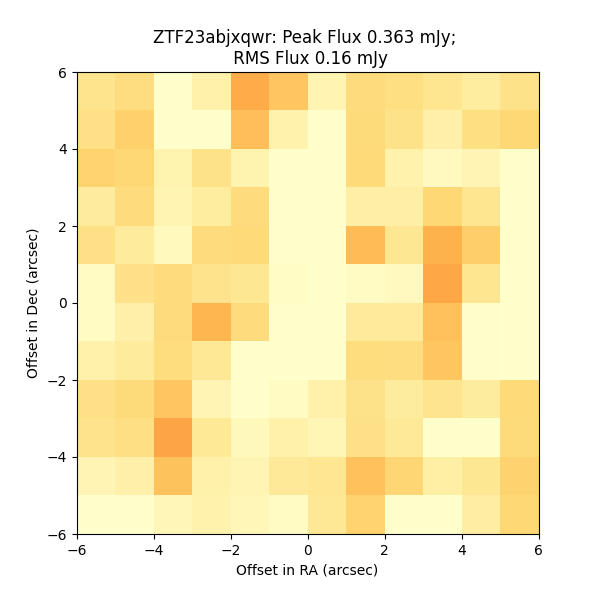 ZTF23abjxqwr: Peak Flux 0.363 mJy;
RMS Flux 0.16 mJy
6
4
2
0
−2
−4
−6
Offset in Dec (arcsec)
−6 −4 −2 0 2 4 6
Offset in RA (arcsec)